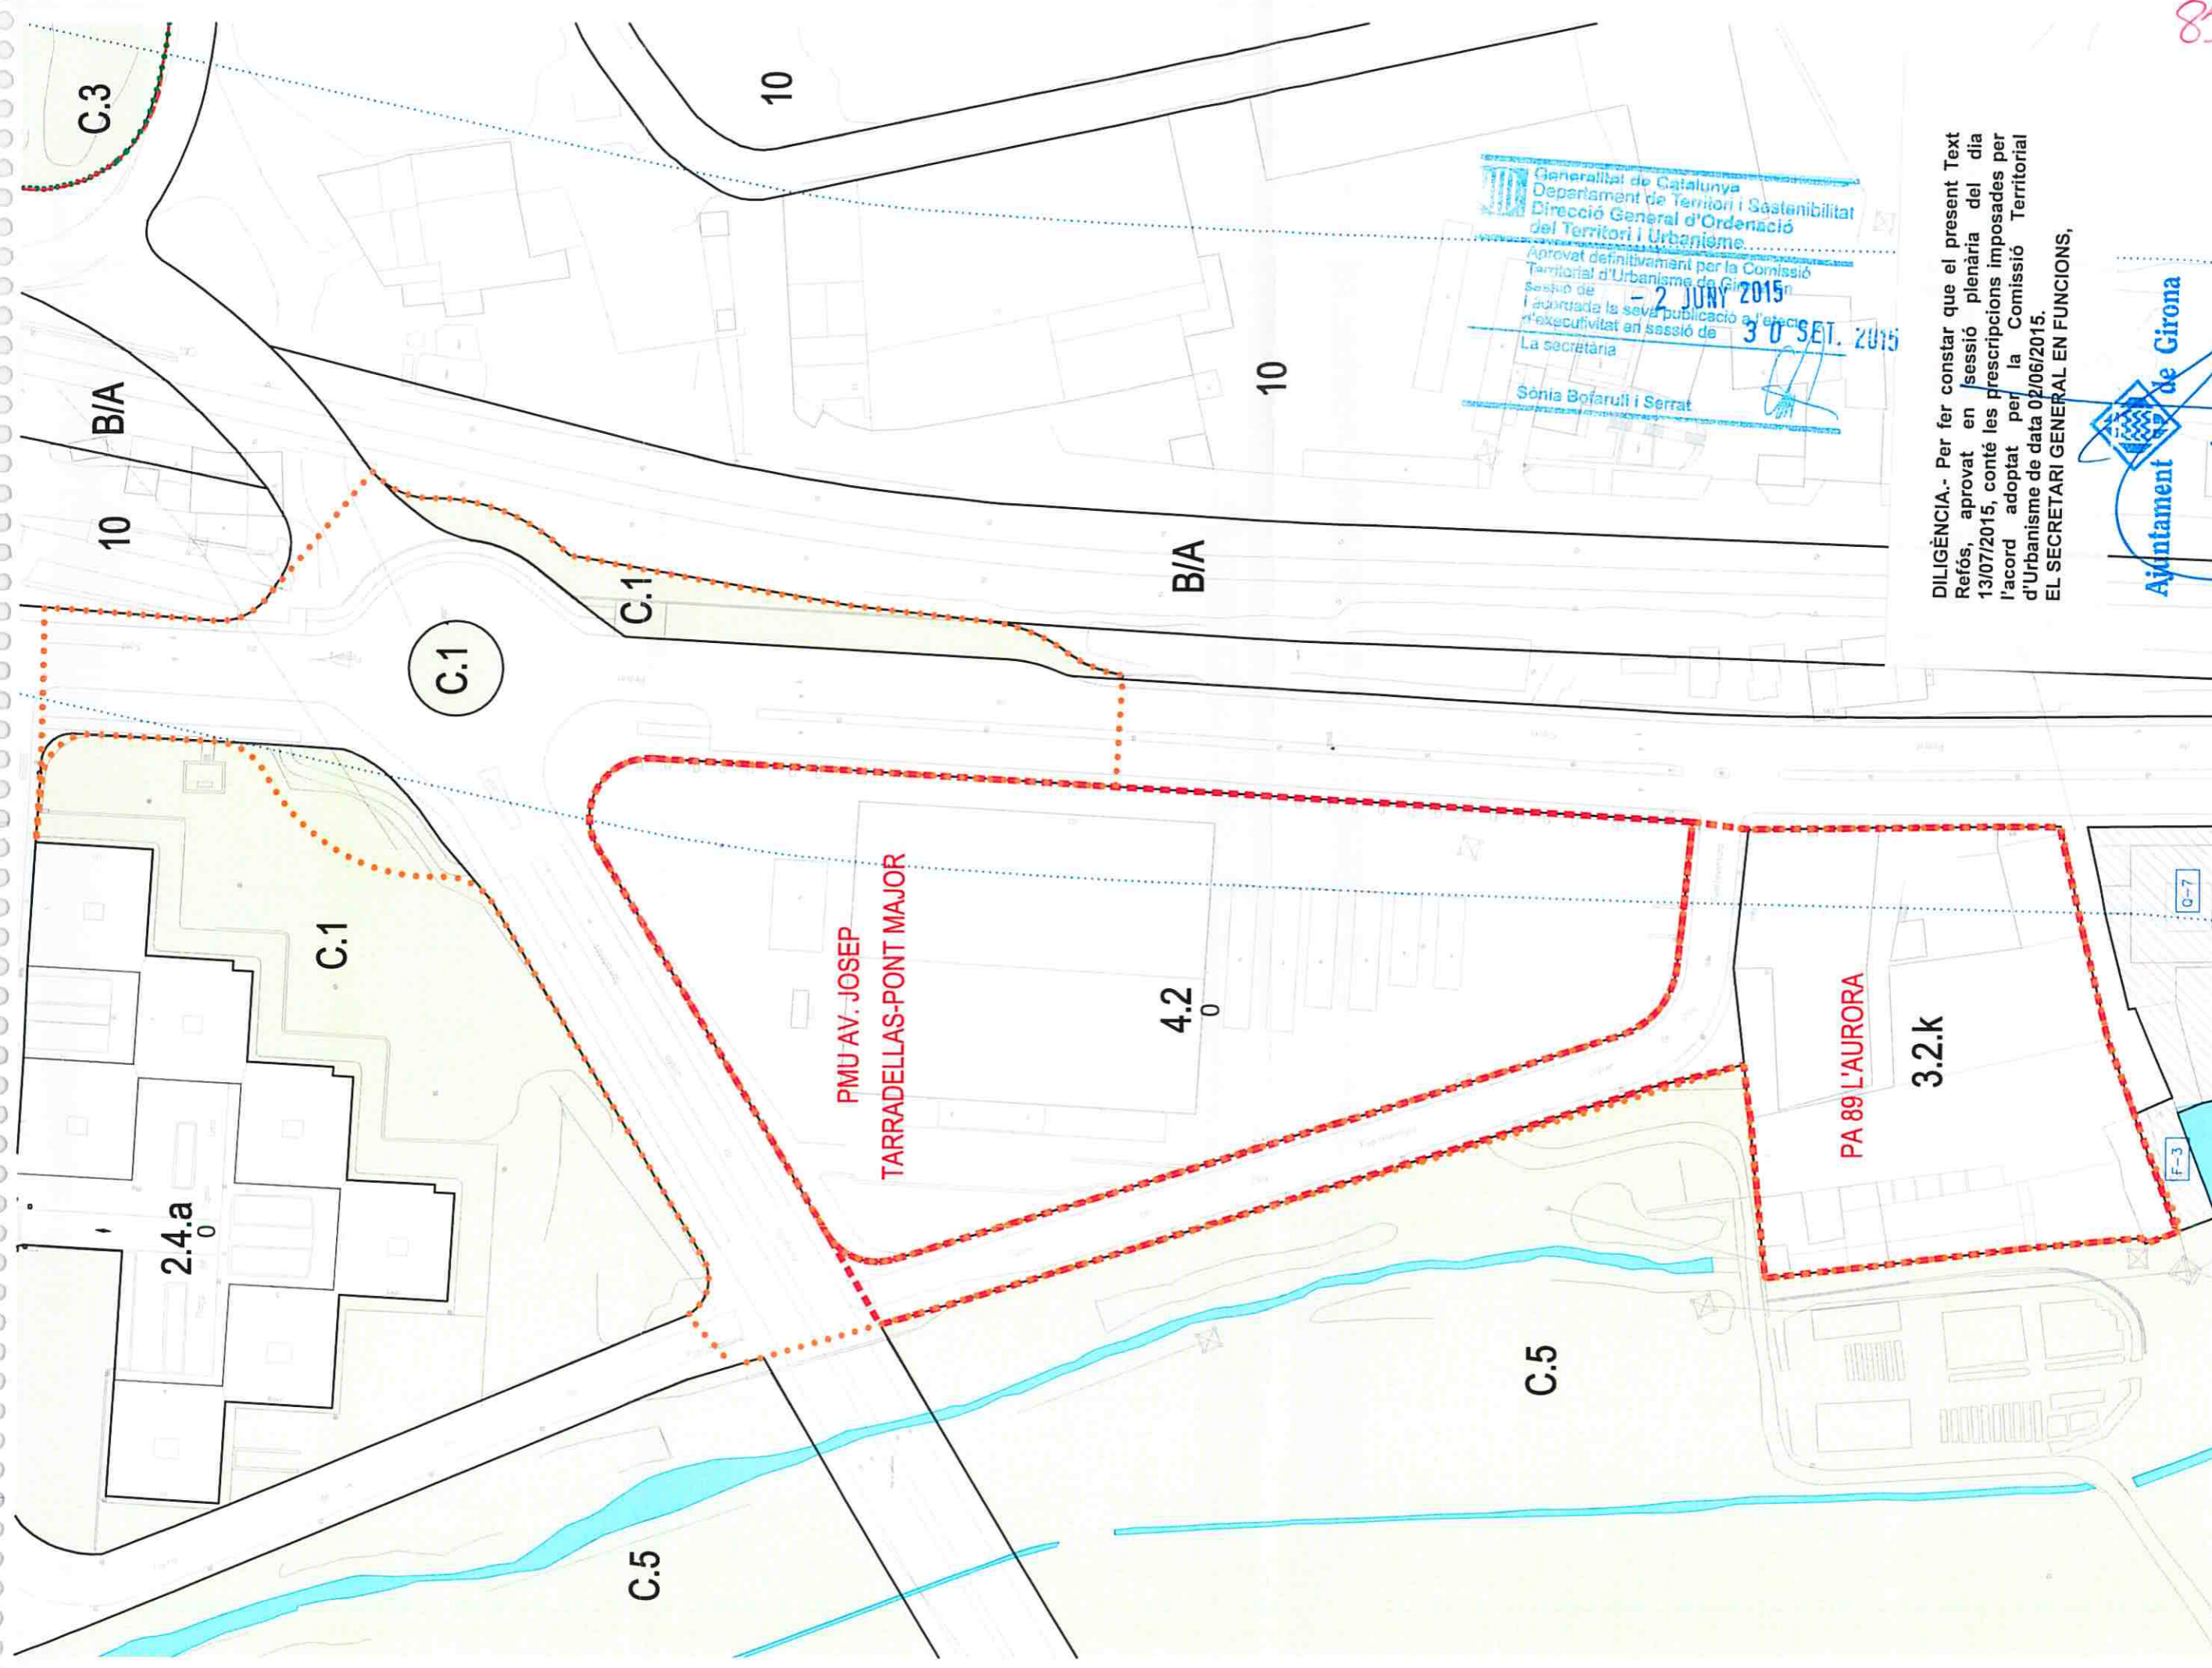 C.3
10
B/A
10
C.1
C.1
C.1
2.4.a
0
10
B/A
PMU AV. JOSEP
TARRADELLAS-PONT MAJOR
4.2
0
PA 89 L'AURORA
3.2.k
C.5
C.5
Q-7
F-3
Generalitat de Catalunya
Departament de Territori i Sostenibilitat
Direcció General d'Ordenació
del Territori i Urbanisme
Aprovat definitivament per la Comissió
Territorial d'Urbanisme de Girona en
sessió de - 2 JUNY 2015
i acordada la seva publicació a l'efecte
d'executivitat en sessió de 30 SET. 2015
La secretària
Sònia Bofarull i Serrat
DILIGÈNCIA.- Per fer constar que el present Text
Refós, aprovat en sessió plenària del dia
13/07/2015, conté les prescripcions imposades per
l'acord adoptat per la Comissió Territorial
d'Urbanisme de data 02/06/2015.
EL SECRETARI GENERAL EN FUNCIONS,
Ajuntament de Girona